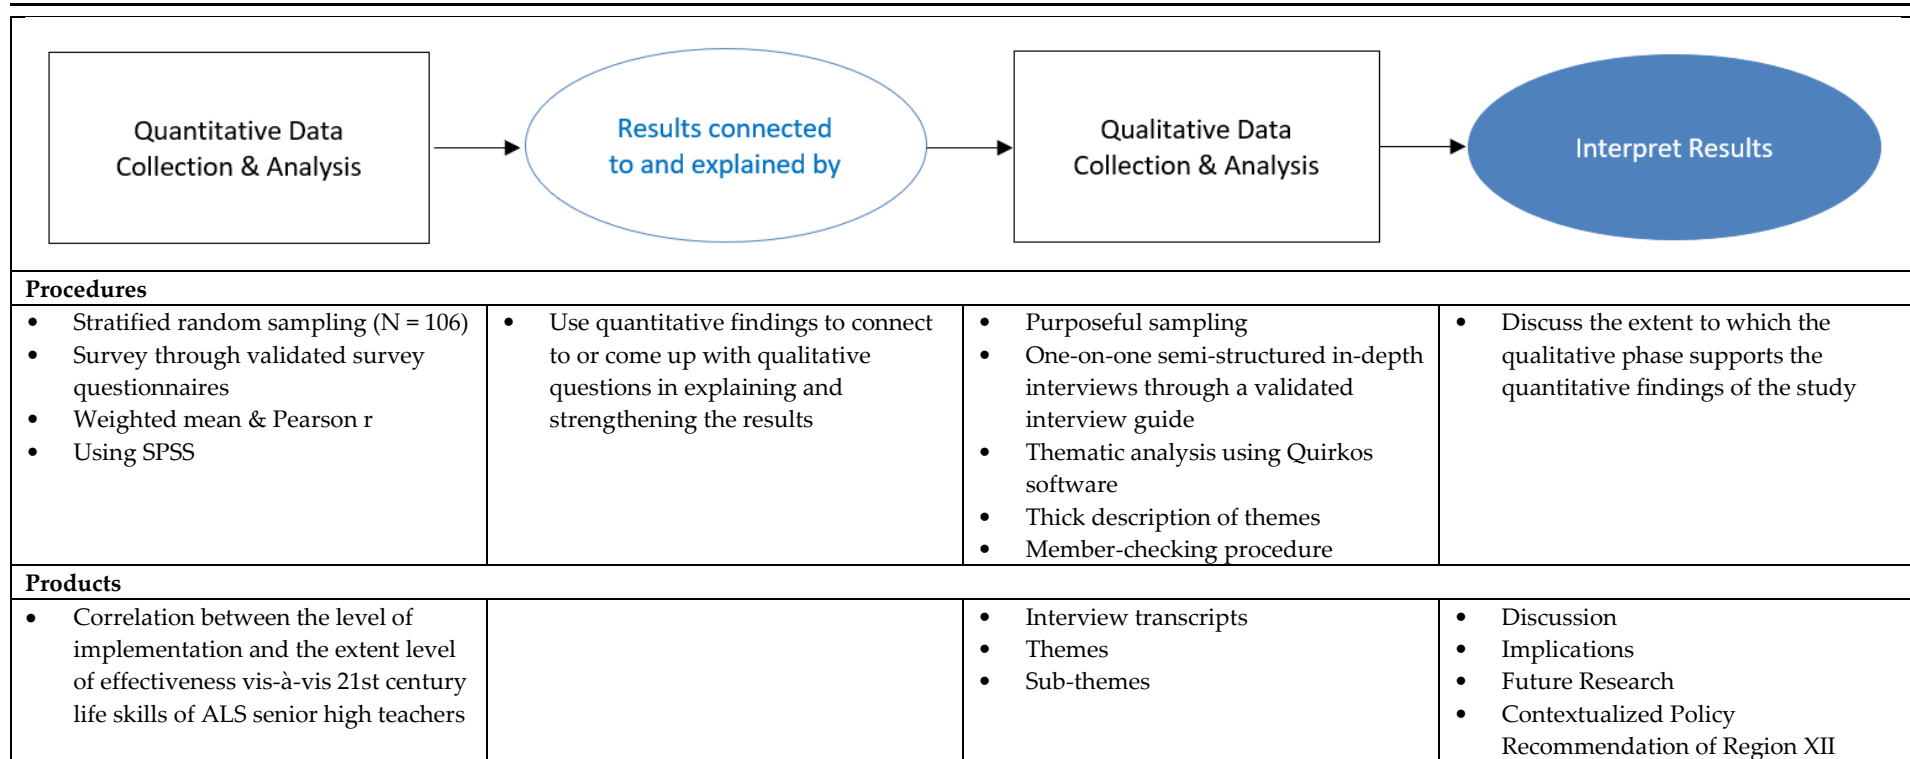 Quantitative Data
Collection & Analysis
Results connected
to and explained by
Qualitative Data
Collection & Analysis
Interpret Results
Procedures
• Stratified random sampling (N = 106)
• Survey through validated survey
questionnaires
• Weighted mean & Pearson r
• Using SPSS
• Use quantitative findings to connect
to or come up with qualitative
questions in explaining and
strengthening the results
• Purposeful sampling
• One-on-one semi-structured in-depth
interviews through a validated
interview guide
• Thematic analysis using Quirkos
software
• Thick description of themes
• Member-checking procedure
• Discuss the extent to which the
qualitative phase supports the
quantitative findings of the study
Products
• Correlation between the level of
implementation and the extent level
of effectiveness vis-à-vis 21st century
life skills of ALS senior high teachers
• Interview transcripts
• Themes
• Sub-themes
• Discussion
• Implications
• Future Research
• Contextualized Policy
Recommendation of Region XII